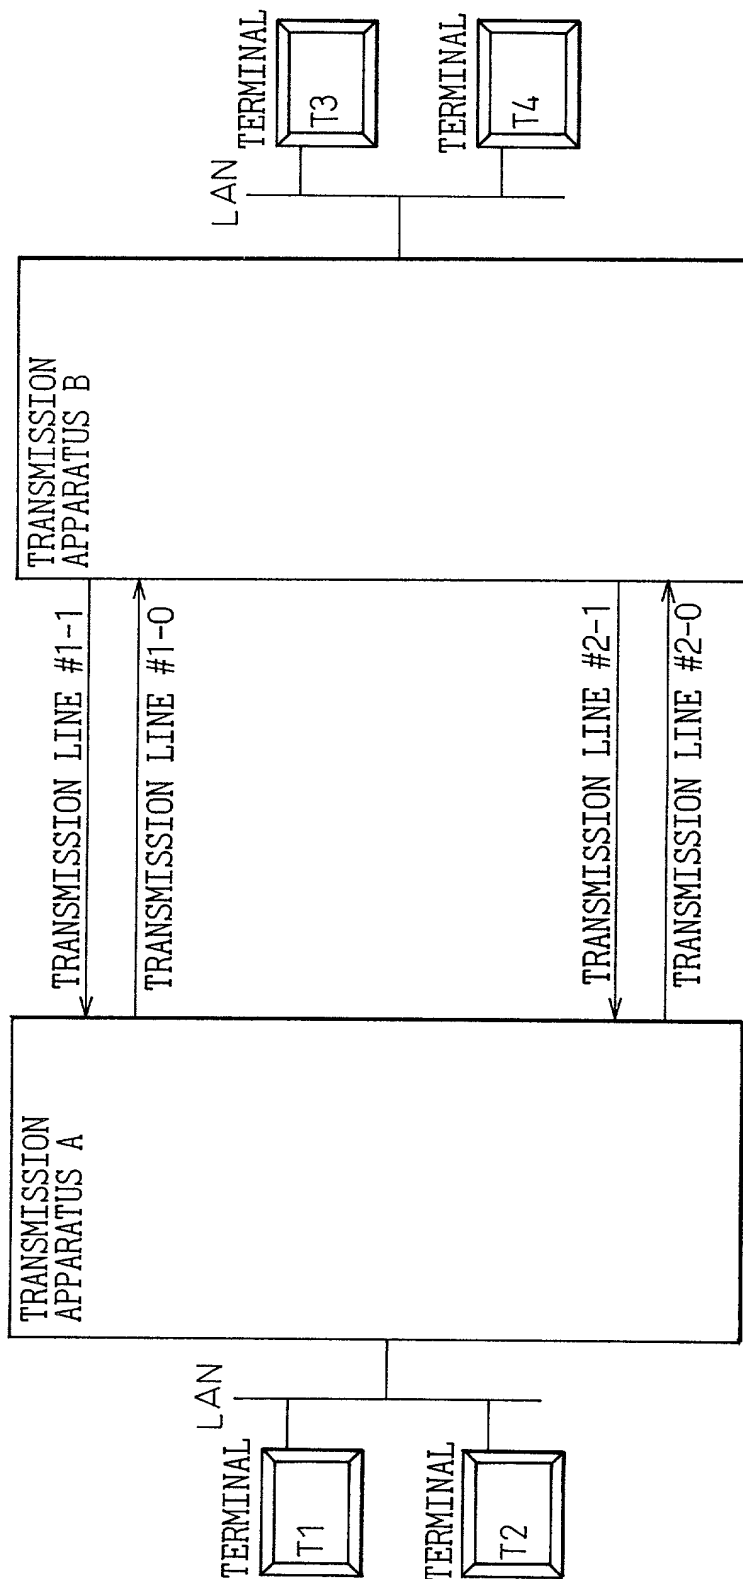 TERMINAL
T1
TERMINAL
T2
LAN
TRANSMISSION
APPARATUS A
TRANSMISSION LINE #1-1
TRANSMISSION LINE #1-0
TRANSMISSION LINE #2-1
TRANSMISSION LINE #2-0
TRANSMISSION
APPARATUS B
LAN
TERMINAL
T3
TERMINAL
T4